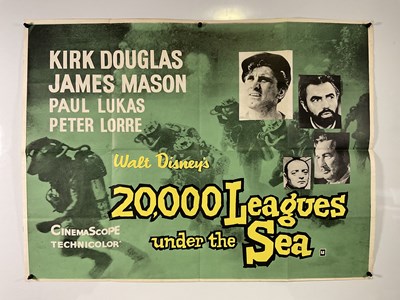 KIRK DOUGLAS
JAMES MASON
PAUL LUKAS
PETER LORRE
Walt Disney's
20,000 Leagues
under the Sea
CINEMASCOPE
TECHNICOLOR